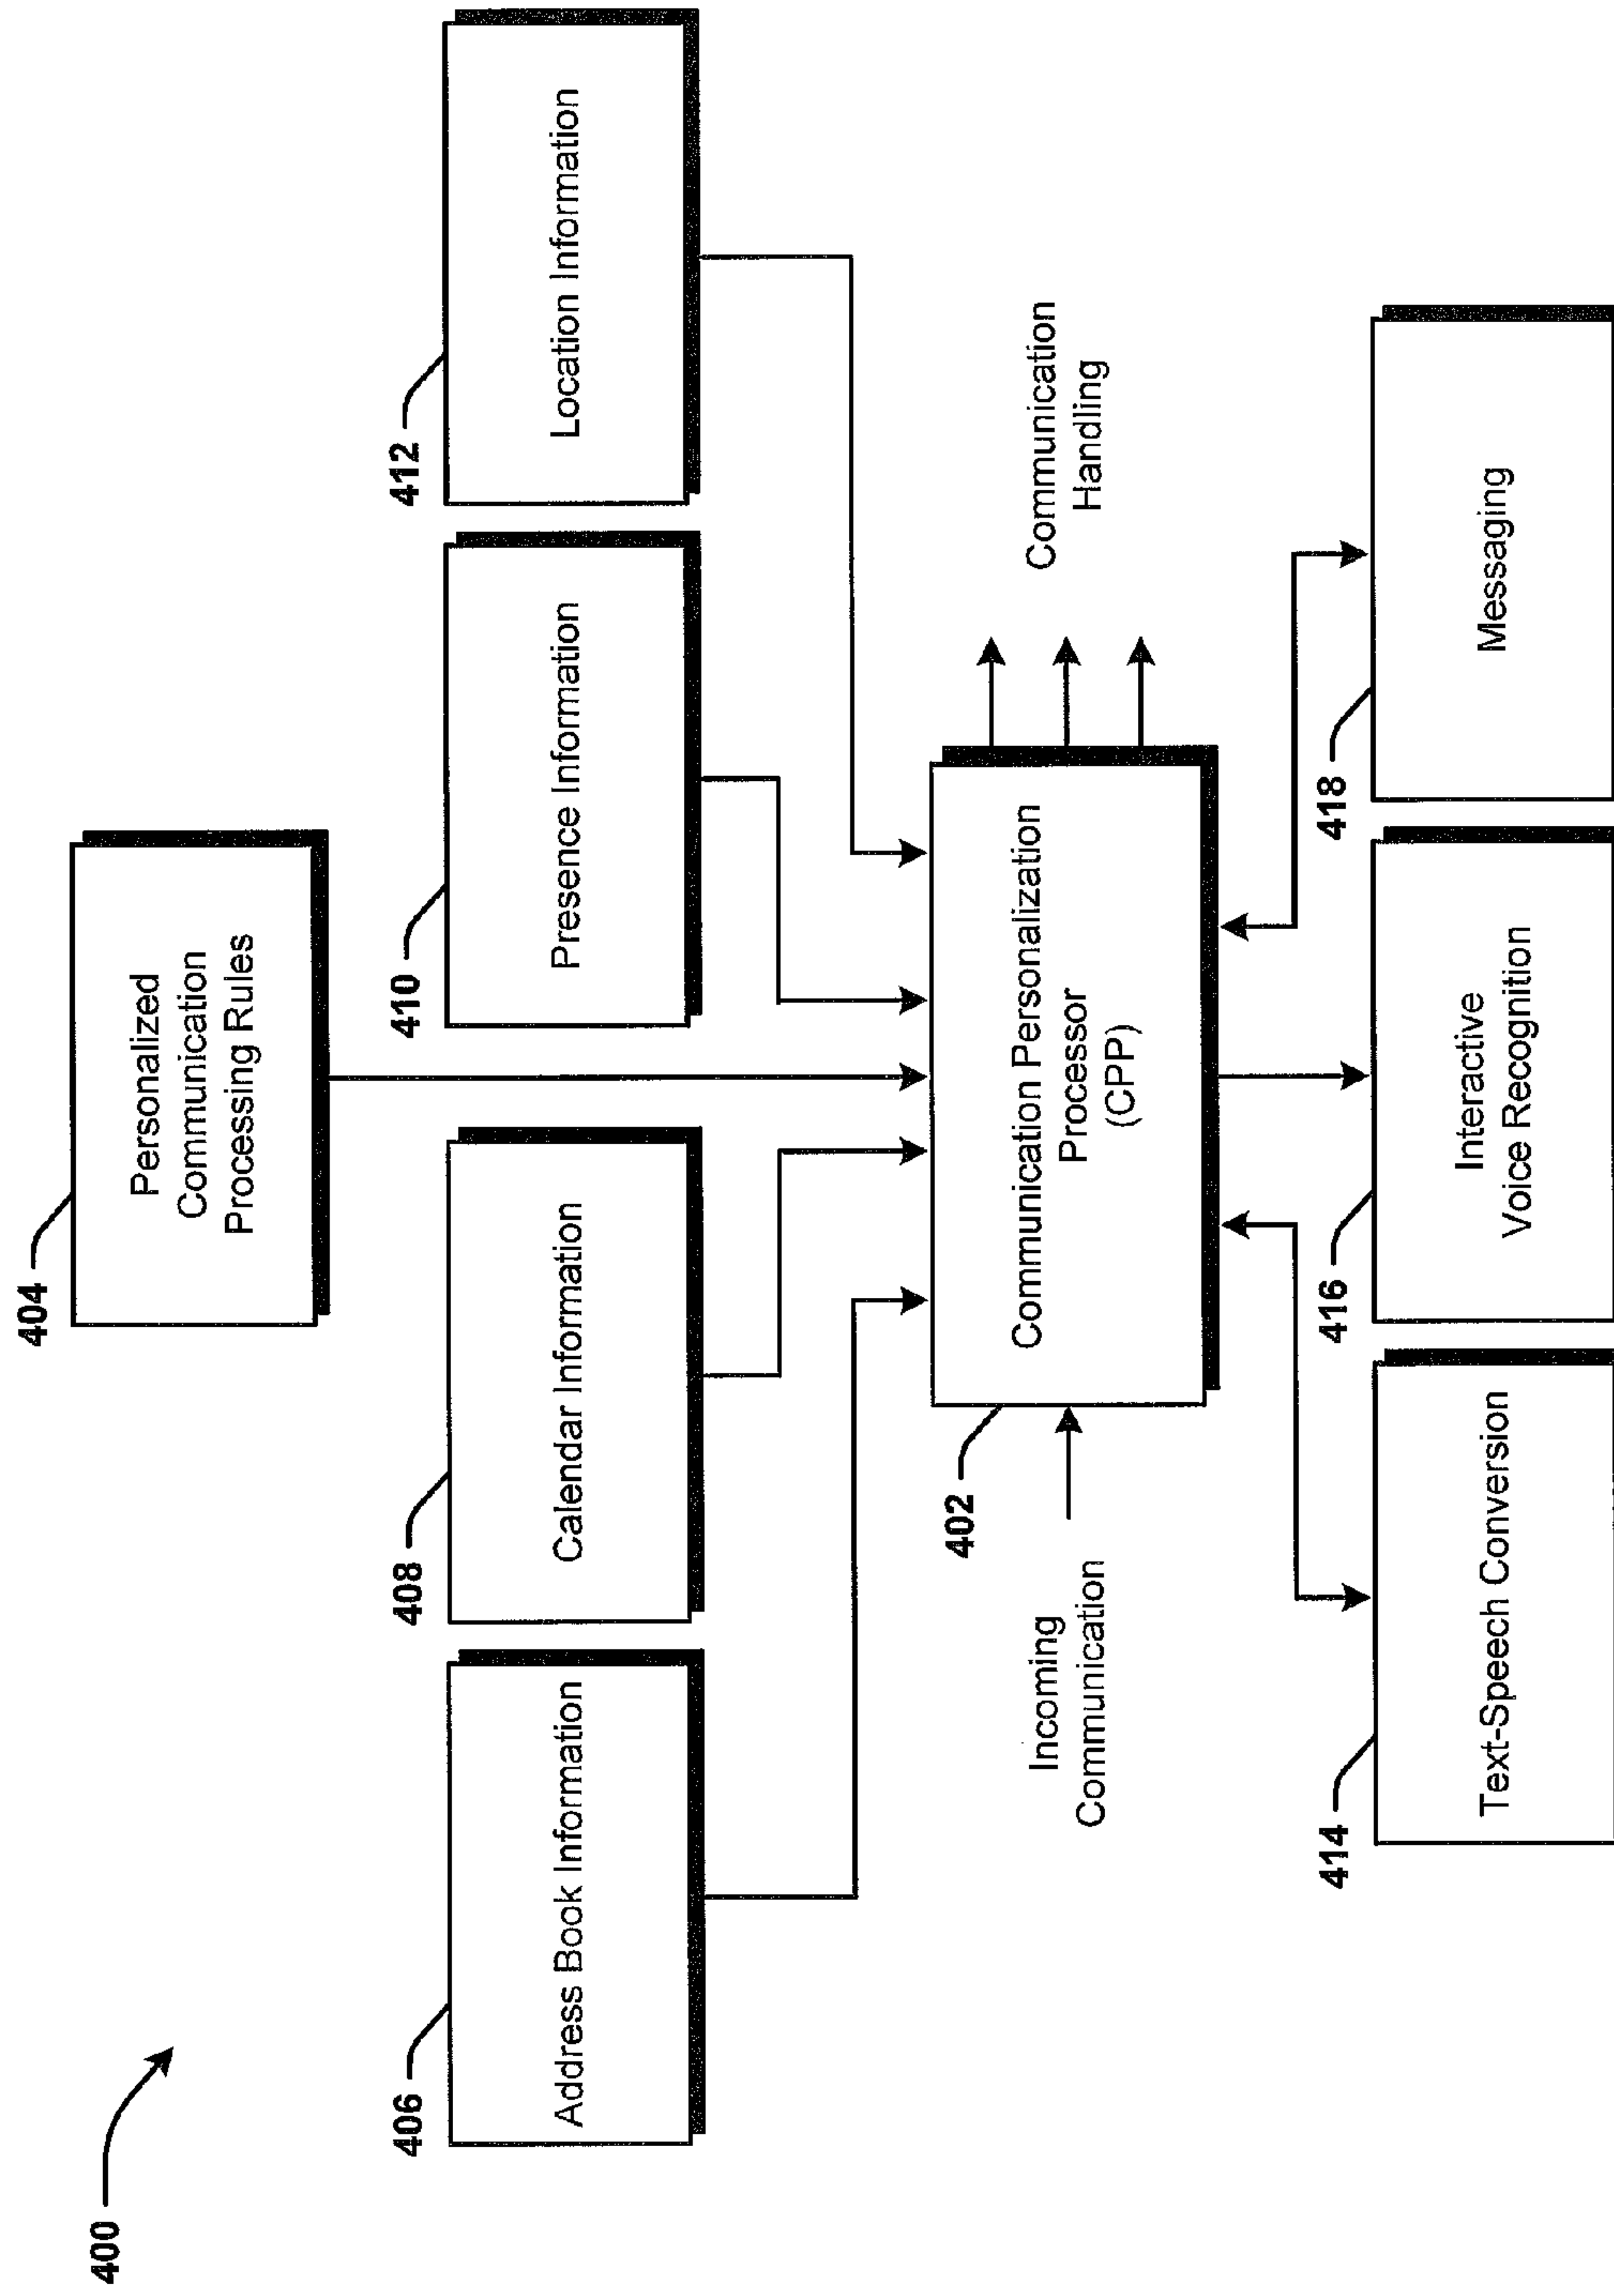 400
404
Personalized
Communication
Processing Rules
406
Address Book Information
408
Calendar Information
410
Presence Information
412
Location Information
Incoming
Communication
402
Communication Personalization
Processor
(CPP)
Communication
Handling
414
Text-Speech Conversion
416
Interactive
Voice Recognition
418
Messaging